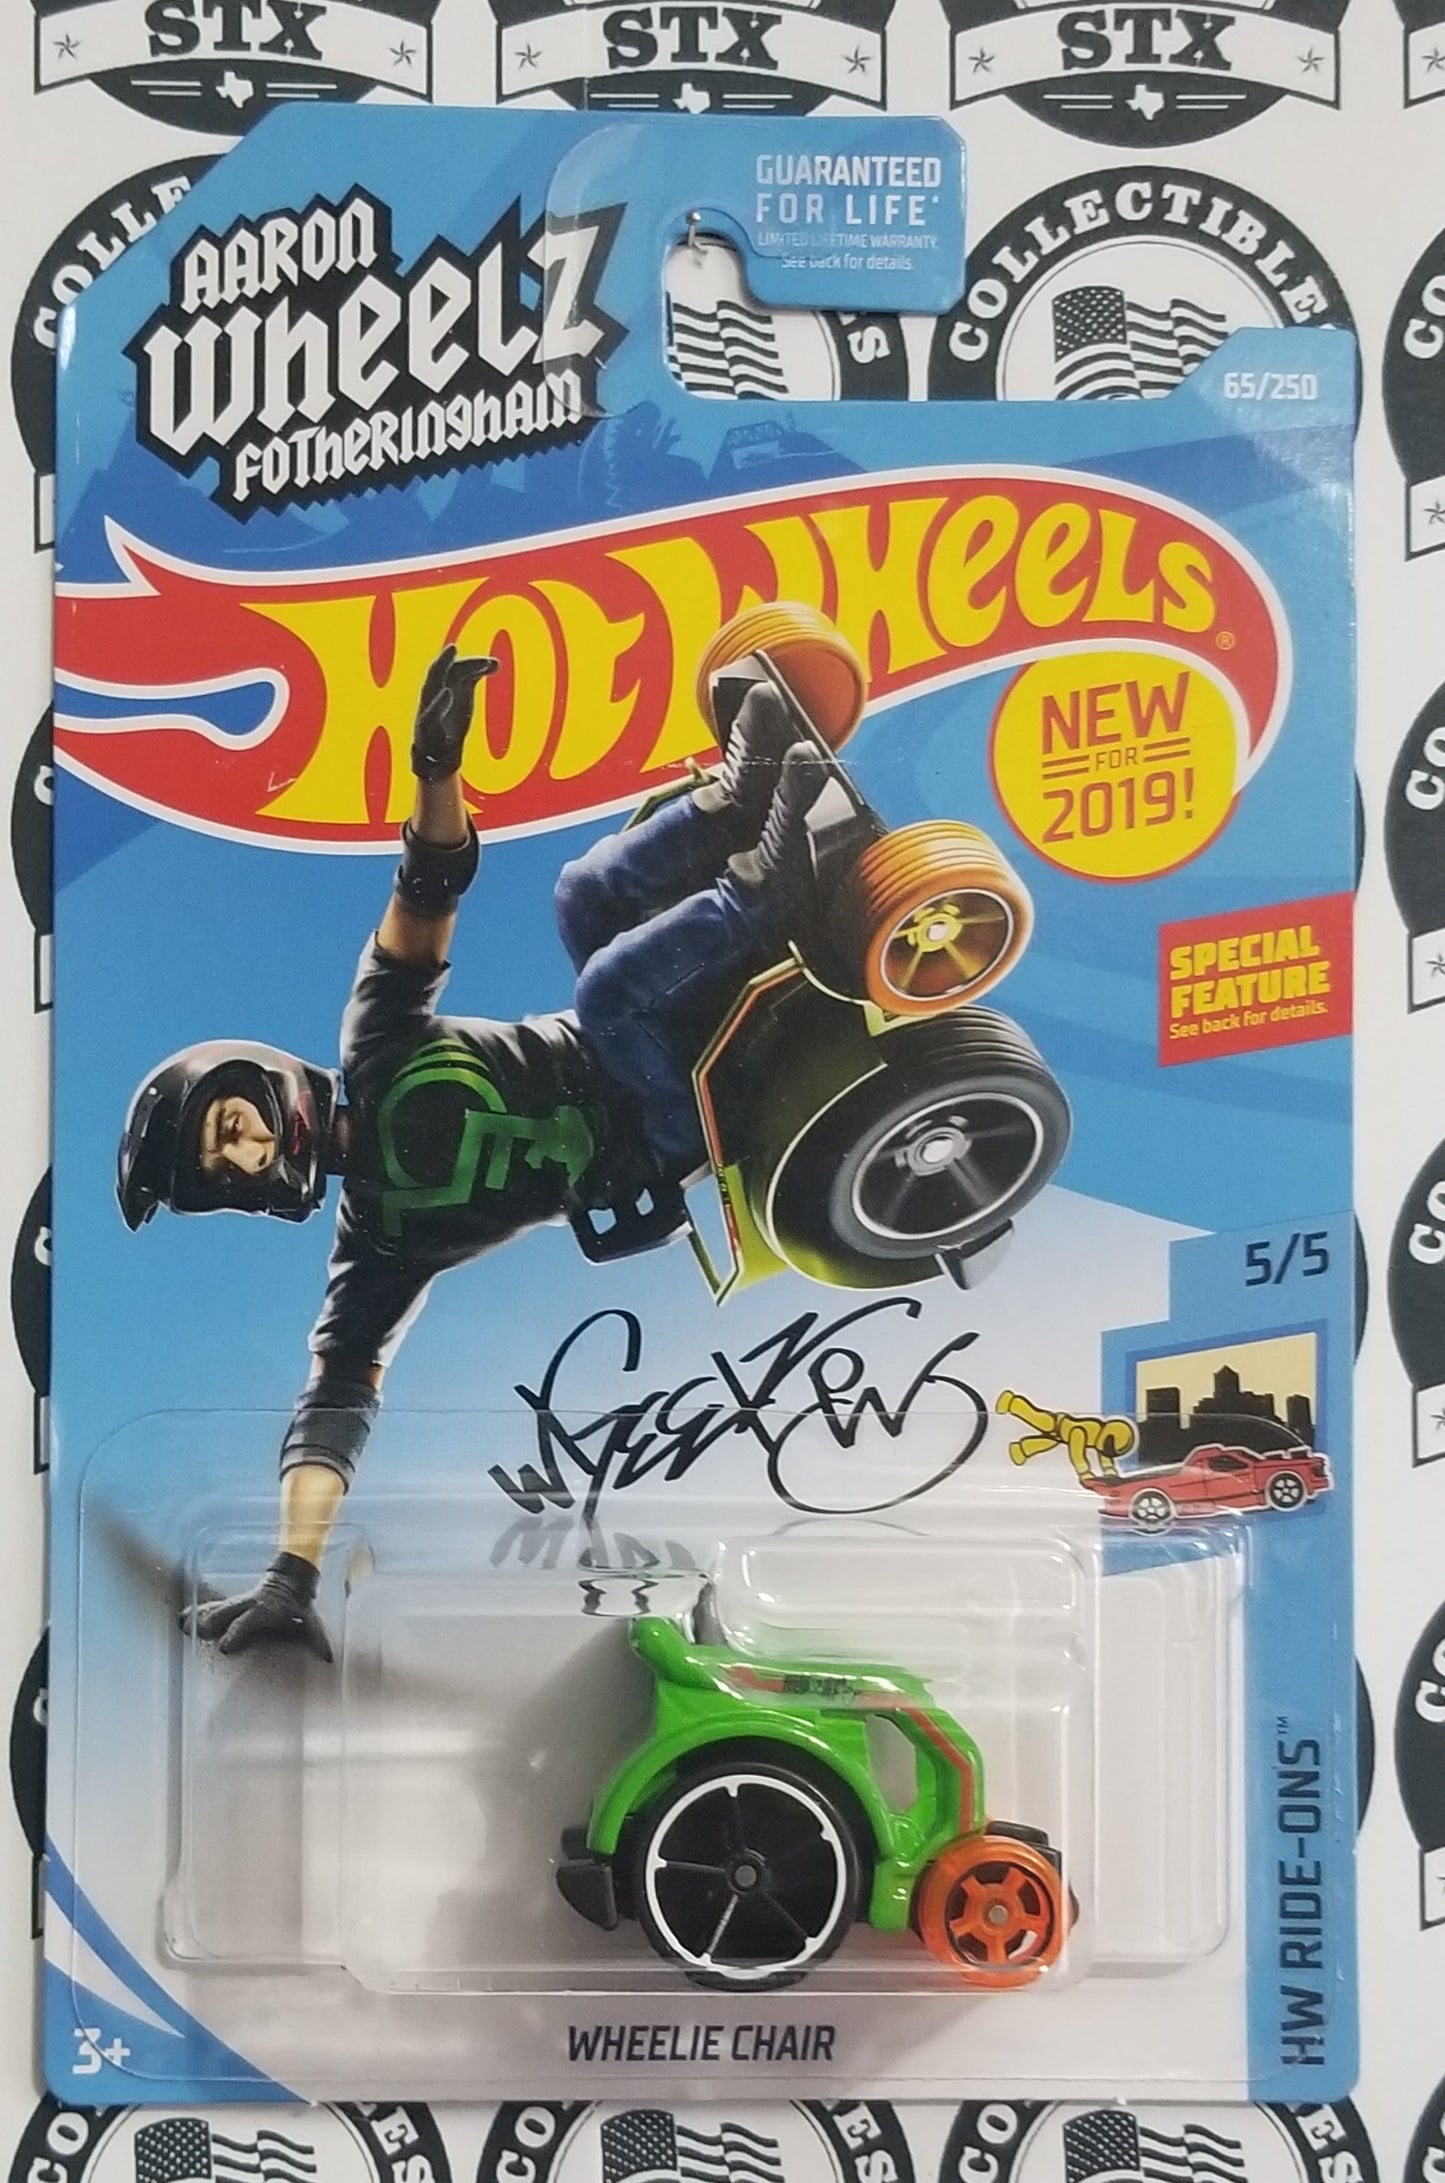 STX
STX
STX
COLLECTIBLES
AARON
WHEELZ
FOTHERINGHAM
GUARANTEED
FOR LIFE*
LIMITED LIFETIME WARRANTY.
See back for details.
65/250
HOT WHEELS®
NEW
FOR
2019!
SPECIAL
FEATURE
See back for details.
5/5
HW RIDE-ONS™
WHEELIE CHAIR
3+